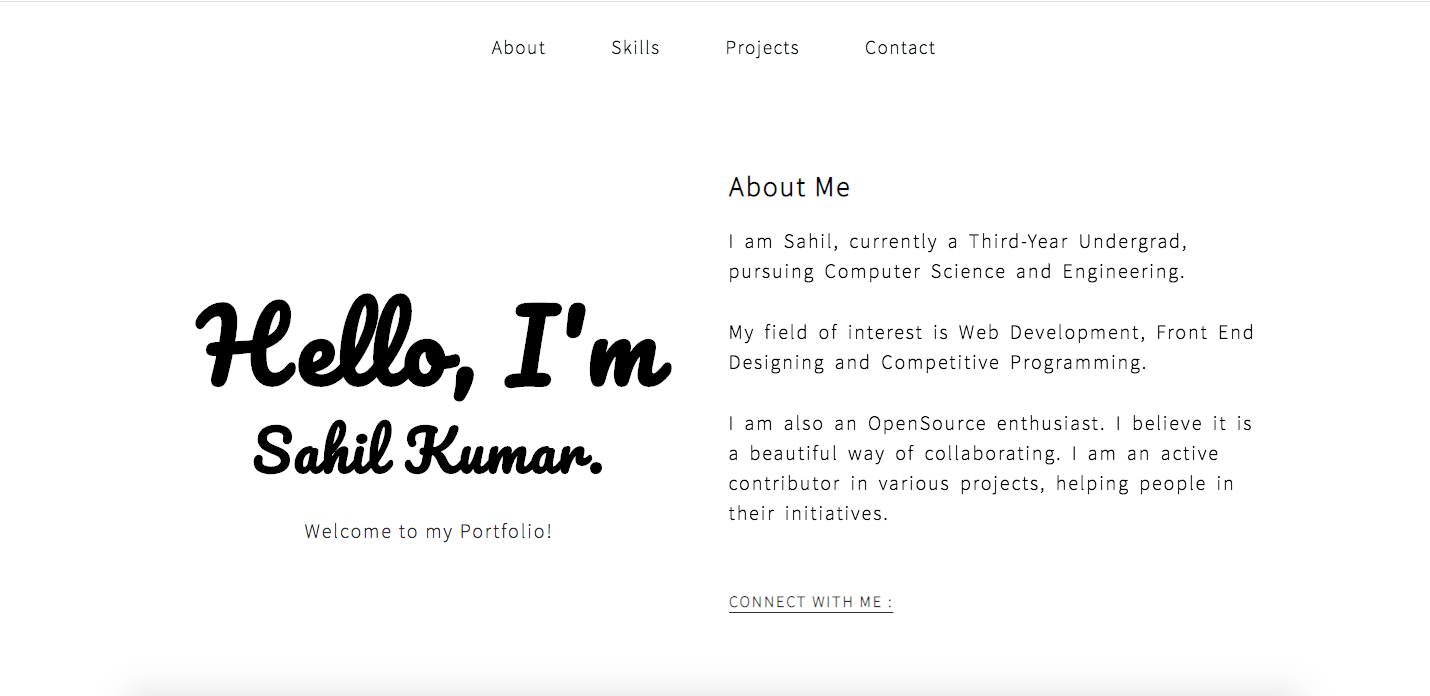 About Skills Projects Contact
Hello, I'm
Sahil Kumar.
Welcome to my Portfolio!
About Me
I am Sahil, currently a Third-Year Undergrad,
pursuing Computer Science and Engineering.
My field of interest is Web Development, Front End
Designing and Competitive Programming.
I am also an OpenSource enthusiast. I believe it is
a beautiful way of collaborating. I am an active
contributor in various projects, helping people in
their initiatives.
CONNECT WITH ME :